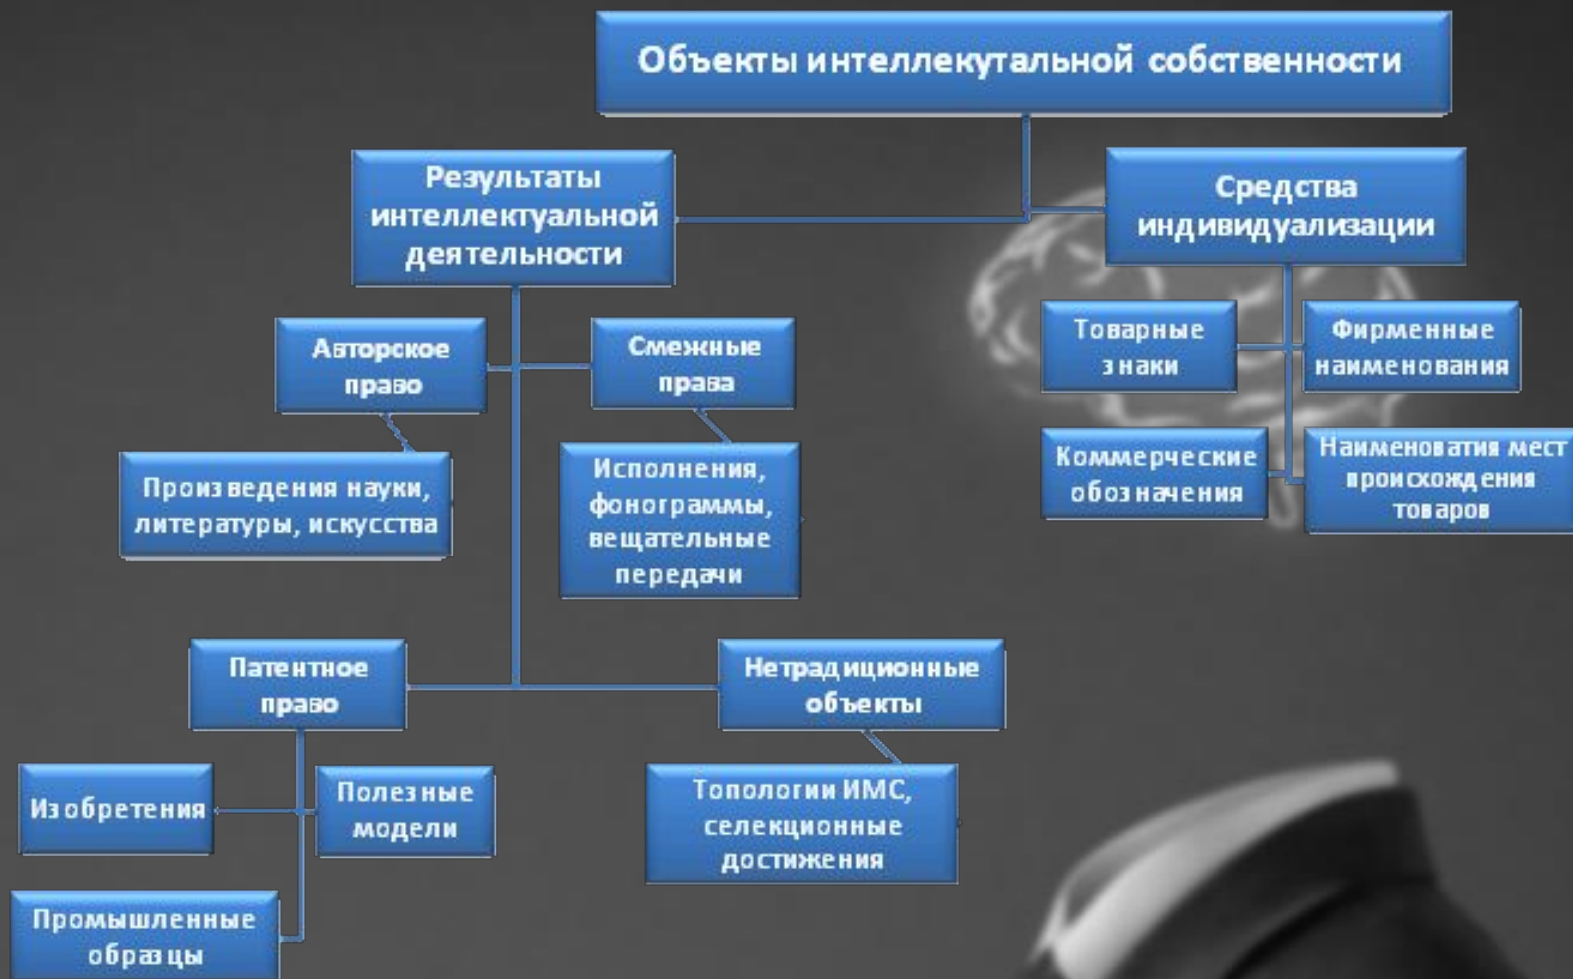 Объекты интеллекутальной собственности
Результаты
интеллектуальной
деятельности
Средства
индивидуализации
Авторское
право
Смежные
права
Товарные
знаки
Фирменные
наименования
Произведения науки,
литературы, искусства
Исполнения,
фонограммы,
вещательные
передачи
Коммерческие
обозначения
Наименоватия мест
происхождения
товаров
Патентное
право
Нетрадиционные
объекты
Изобретения
Полезные
модели
Топологии ИМС,
селекционные
достижения
Промышленные
образцы